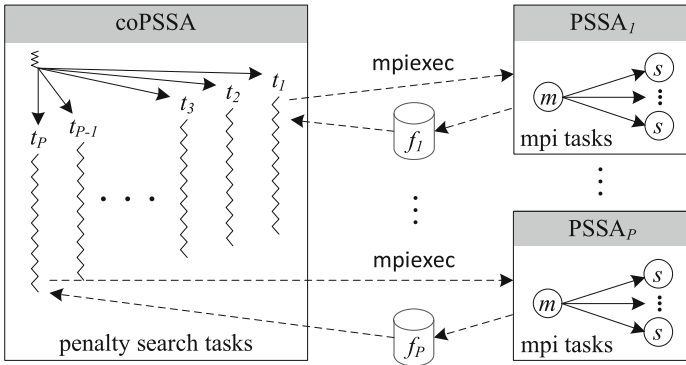 coPSSA
t1
t2
t3
tP-1
tP
. . .
penalty search tasks
mpiexec
f1
mpiexec
fP
PSSA1
m
s
s
mpi tasks
PSSAP
m
s
s
mpi tasks